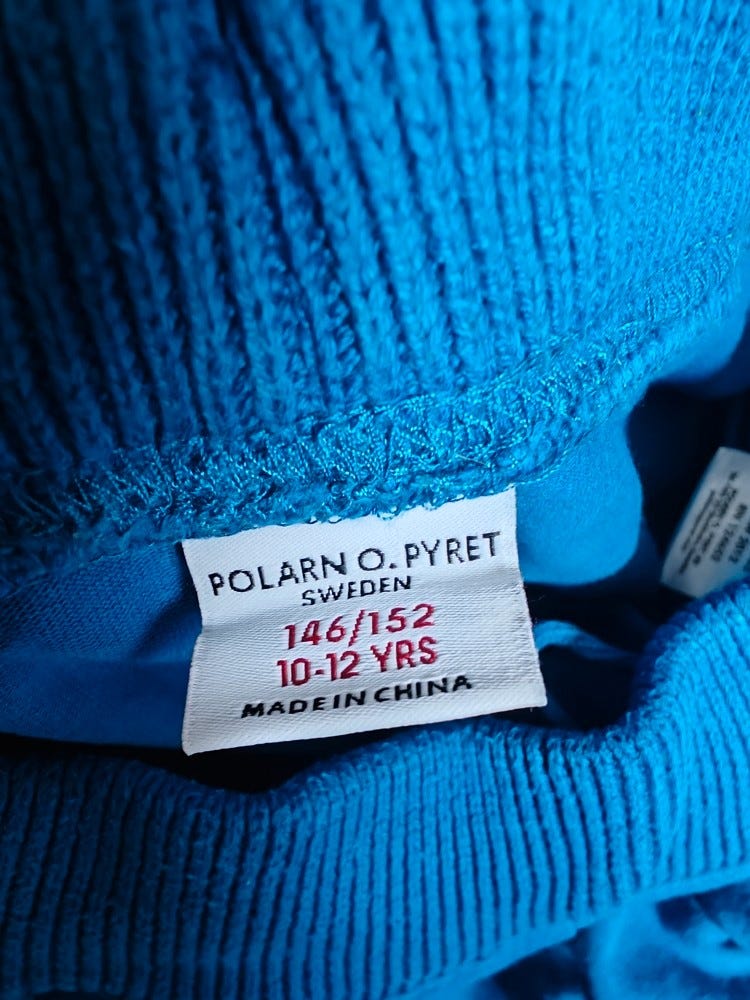 POLARN O. PYRET
SWEDEN
146/152
10-12 YRS
MADE IN CHINA